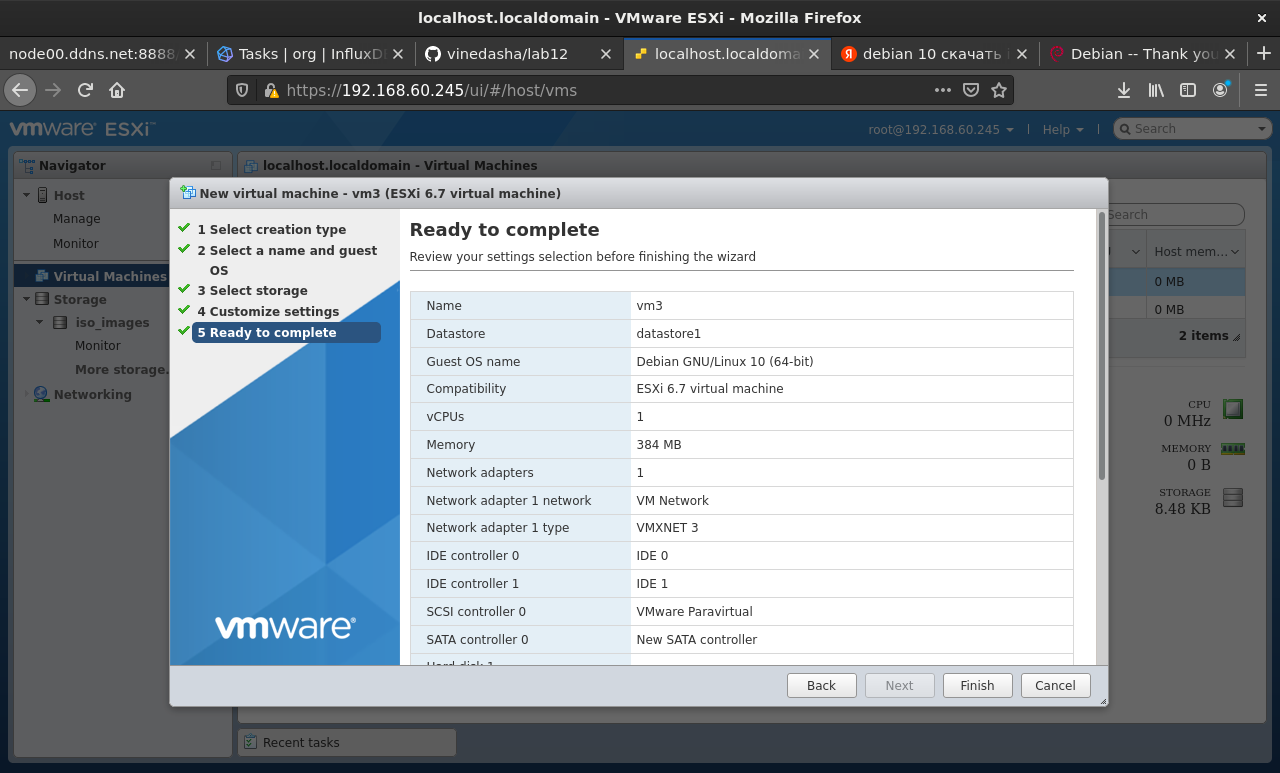 localhost.localdomain - VMware ESXi - Mozilla Firefox
node00.ddns.net:8888
Tasks | org | InfluxD
vinedasha/lab12
localhost.localdoma
debian 10 скачать
Debian -- Thank you
https://192.168.60.245/ui/#/host/vms
vmware ESXi™
root@192.168.60.245 | Help | Search
Navigator
localhost.localdomain - Virtual Machines
Host
Manage
Monitor
Virtual Machines
Storage
iso_images
Monitor
More storage.
Networking
New virtual machine - vm3 (ESXi 6.7 virtual machine)
1 Select creation type
2 Select a name and guest
OS
3 Select storage
4 Customize settings
5 Ready to complete
vmware®
Ready to complete
Review your settings selection before finishing the wizard
Name vm3
Datastore datastore1
Guest OS name Debian GNU/Linux 10 (64-bit)
Compatibility ESXi 6.7 virtual machine
vCPUs 1
Memory 384 MB
Network adapters 1
Network adapter 1 network VM Network
Network adapter 1 type VMXNET 3
IDE controller 0 IDE 0
IDE controller 1 IDE 1
SCSI controller 0 VMware Paravirtual
SATA controller 0 New SATA controller
Hard disk 1
Back Next Finish Cancel
Search
Host mem...
0 MB
0 MB
2 items
CPU
0 MHz
MEMORY
0 B
STORAGE
8.48 KB
Recent tasks